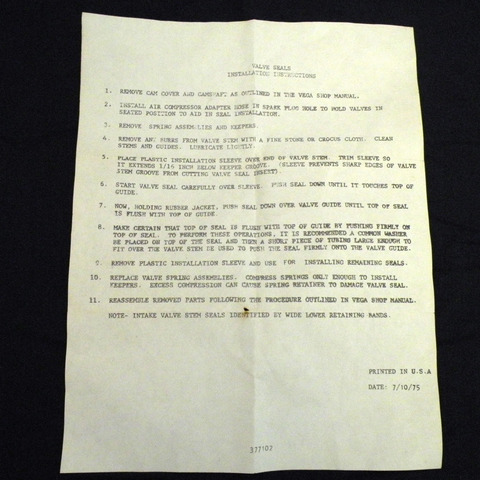 VALVE SEALS
INSTALLATION INSTRUCTIONS
1. REMOVE CAM COVER AND CAMSHAFT AS OUTLINED IN THE VEGA SHOP MANUAL.
2. INSTALL AIR COMPRESSOR ADAPTER HOSE IN SPARK PLUG HOLE TO HOLD VALVES IN
SEATED POSITION TO AID IN SEAL INSTALLATION.
3. REMOVE SPRING ASSEMBLIES AND KEEPERS.
4. REMOVE ANY BURRS FROM VALVE STEM WITH A FINE STONE OR CROCUS CLOTH. CLEAN
STEMS AND GUIDES. LUBRICATE LIGHTLY.
5. PLACE PLASTIC INSTALLATION SLEEVE OVER END OF VALVE STEM. TRIM SLEEVE SO
IT EXTENDS 1/16 INCH BELOW KEEPER GROOVE. (SLEEVE PREVENTS SHARP EDGES OF VALVE
STEM GROOVE FROM CUTTING VALVE SEAL INSERT)
6. START VALVE SEAL CAREFULLY OVER SLEEVE. PUSH SEAL DOWN UNTIL IT TOUCHES TOP OF
GUIDE.
7. NOW, HOLDING RUBBER JACKET, PUSH SEAL DOWN OVER VALVE GUIDE UNTIL TOP OF SEAL
IS FLUSH WITH TOP OF GUIDE.
8. MAKE CERTAIN THAT TOP OF SEAL IS FLUSH WITH TOP OF GUIDE BY PUSHING FIRMLY ON
TOP OF SEAL. TO PERFORM THESE OPERATIONS, IT IS RECOMMENDED A COMMON WASHER
BE PLACED ON TOP OF THE SEAL AND THEN A SHORT PIECE OF TUBING LARGE ENOUGH TO
FIT OVER THE VALVE STEM BE USED TO PUSH THE SEAL FIRMLY ONTO THE VALVE GUIDE.
9. REMOVE PLASTIC INSTALLATION SLEEVE AND USE FOR INSTALLING REMAINING SEALS.
10. REPLACE VALVE SPRING ASSEMBLIES. COMPRESS SPRINGS ONLY ENOUGH TO INSTALL
KEEPERS. EXCESS COMPRESSION CAN CAUSE SPRING RETAINER TO DAMAGE VALVE SEAL.
11. REASSEMBLE REMOVED PARTS FOLLOWING THE PROCEDURE OUTLINED IN VEGA SHOP MANUAL.
NOTE- INTAKE VALVE STEM SEALS IDENTIFIED BY WIDE LOWER RETAINING BANDS.
PRINTED IN U.S.A
DATE: 7/10/75
377102